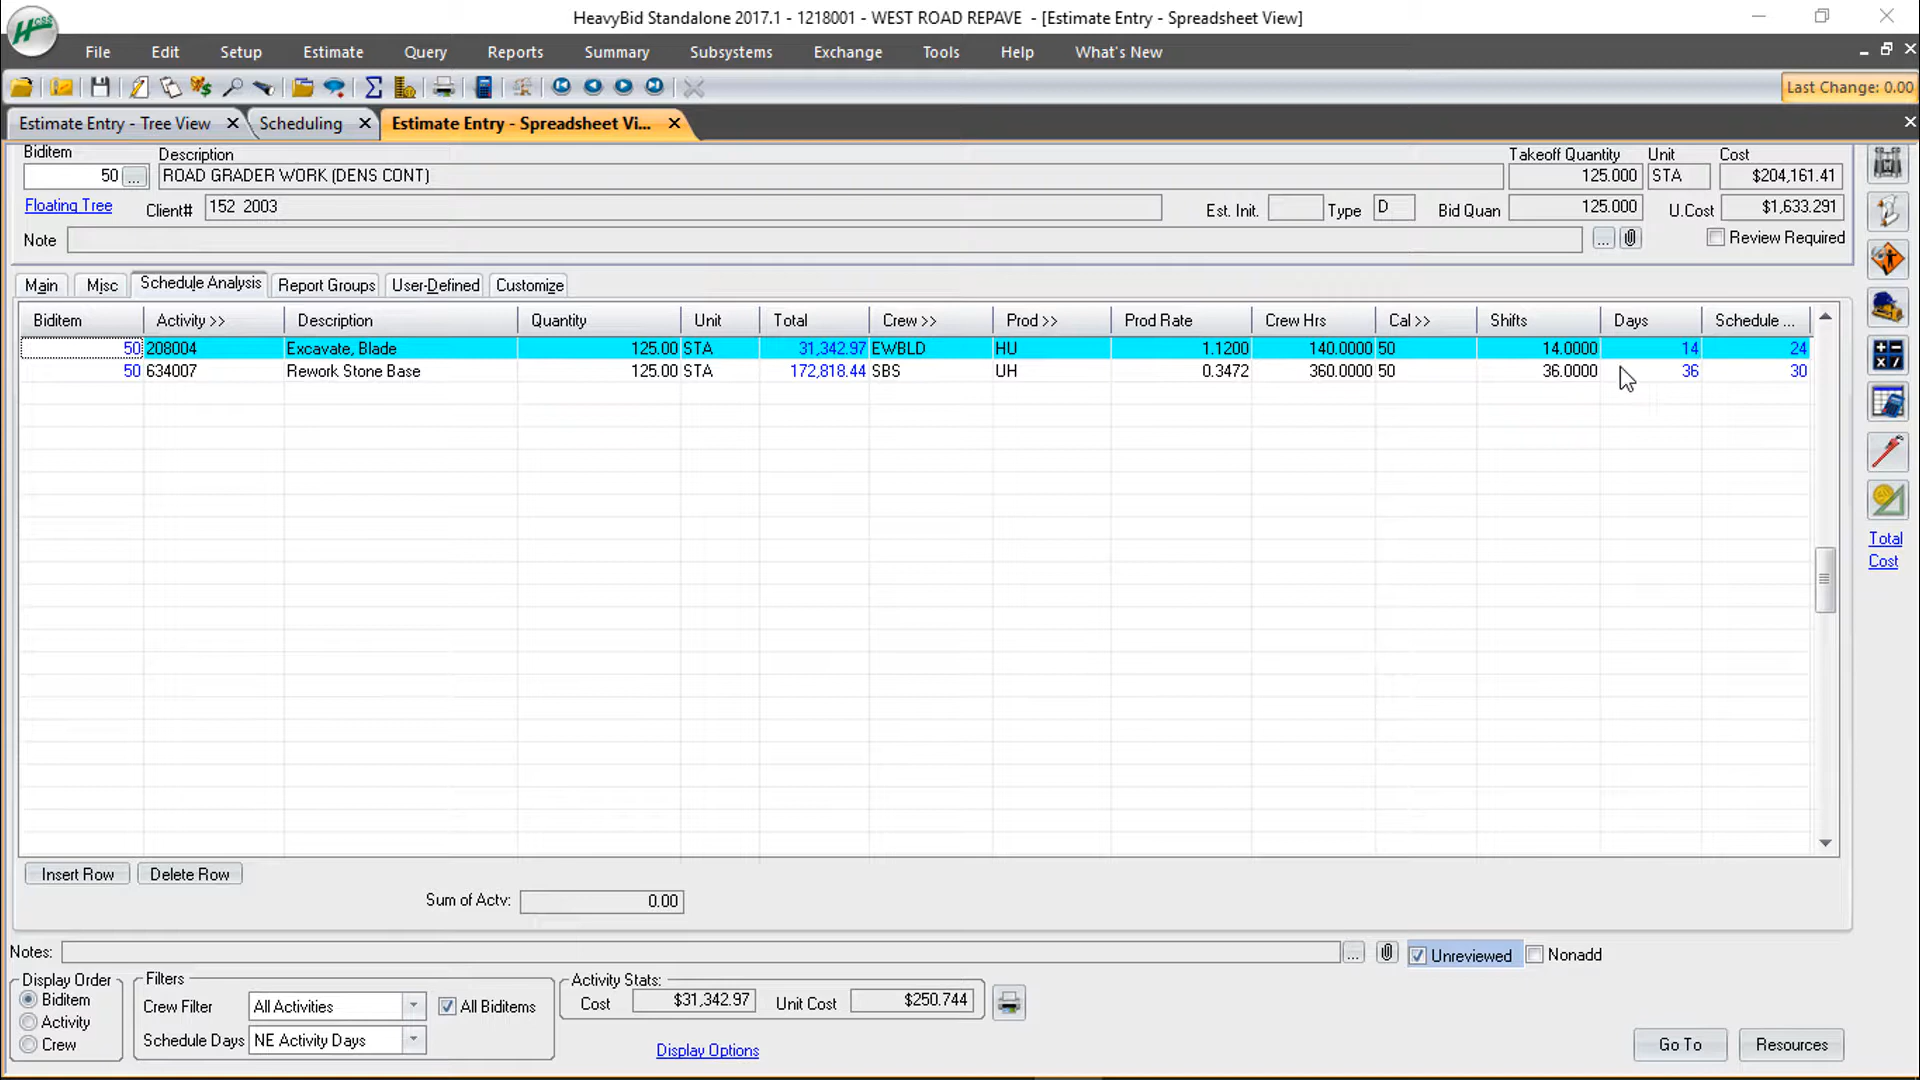 HCSS HeavyBid Standalone 2017.1 - 1218001 - WEST ROAD REPAVE - [Estimate Entry - Spreadsheet View]
File Edit Setup Estimate Query Reports Summary Subsystems Exchange Tools Help What's New
Last Change: 0.00
Estimate Entry - Tree View Scheduling Estimate Entry - Spreadsheet Vi...
Biditem Description Takeoff Quantity Unit Cost
50 ... ROAD GRADER WORK (DENS CONT) 125.000 STA $204,161.41
Floating Tree Client# 152 2003 Est. Init. Type D Bid Quan 125.000 U.Cost $1,633.291
Note ... Review Required
Main Misc Schedule Analysis Report Groups User-Defined Customize
Biditem Activity >> Description Quantity Unit Total Crew >> Prod >> Prod Rate Crew Hrs Cal >> Shifts Days Schedule ...
50 208004 Excavate, Blade 125.00 STA 31,342.97 EWBLD HU 1.1200 140.0000 50 14.0000 14 24
50 634007 Rework Stone Base 125.00 STA 172,818.44 SBS UH 0.3472 360.0000 50 36.0000 36 30
Total
Cost
Insert Row Delete Row
Sum of Actv: 0.00
Notes: ... Unreviewed Nonadd
Display Order Filters Activity Stats:
Biditem Crew Filter All Activities All Biditems Cost $31,342.97 Unit Cost $250.744
Activity
Crew Schedule Days NE Activity Days Display Options Go To Resources